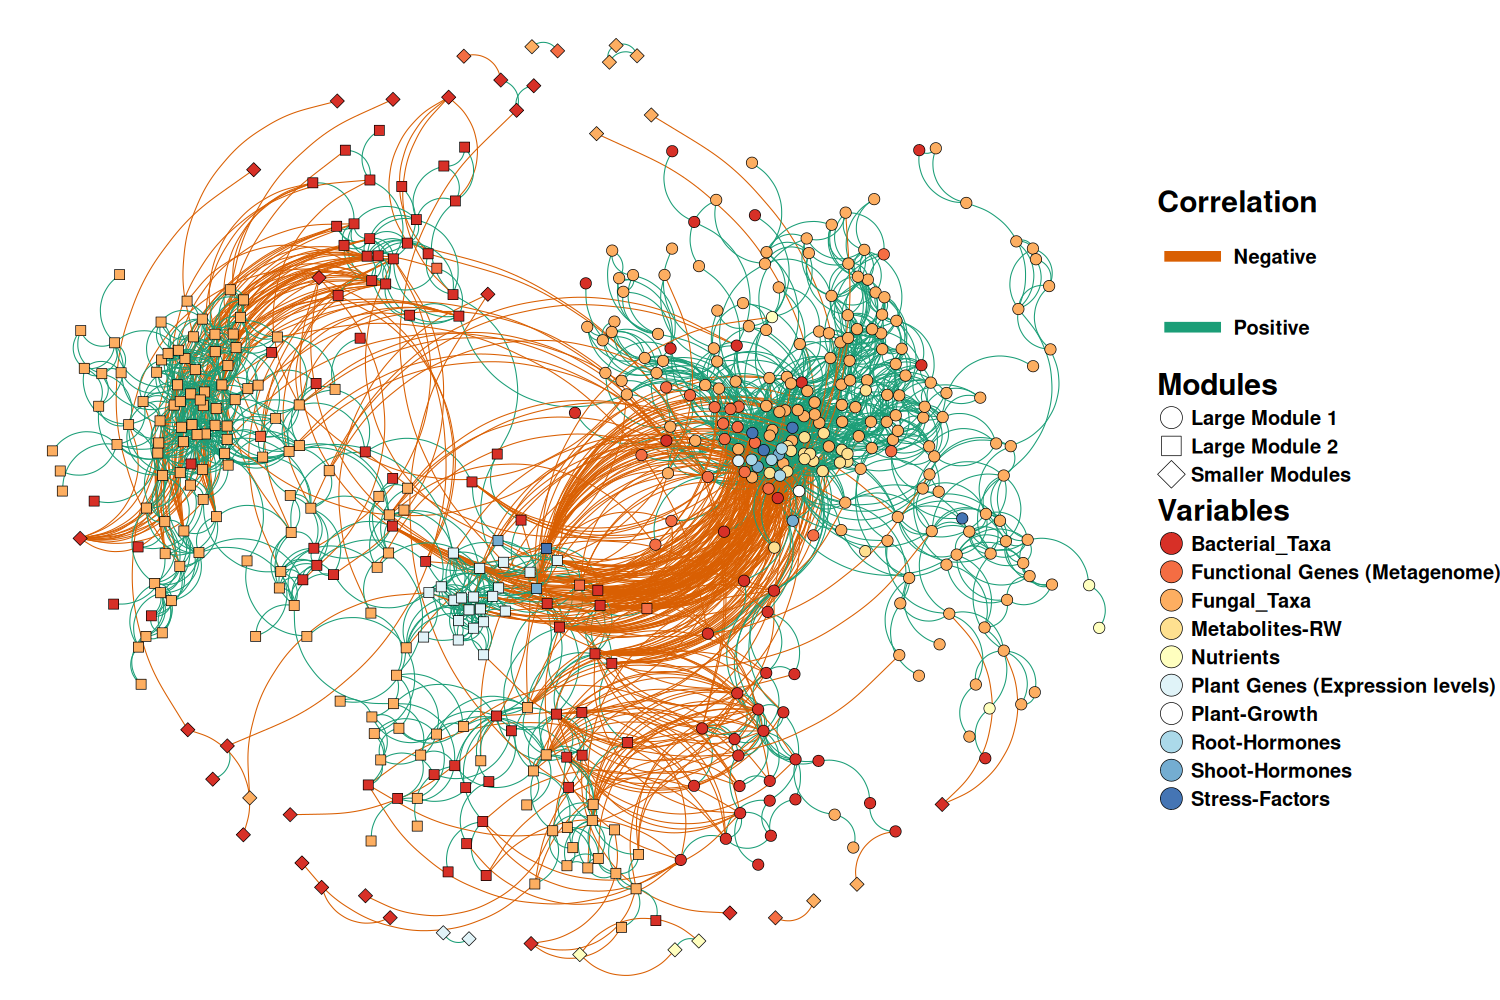 Correlation
Negative
Positive
Modules
Large Module 1
Large Module 2
Smaller Modules
Variables
Bacterial_Taxa
Functional Genes (Metagenome)
Fungal_Taxa
Metabolites-RW
Nutrients
Plant Genes (Expression levels)
Plant-Growth
Root-Hormones
Shoot-Hormones
Stress-Factors